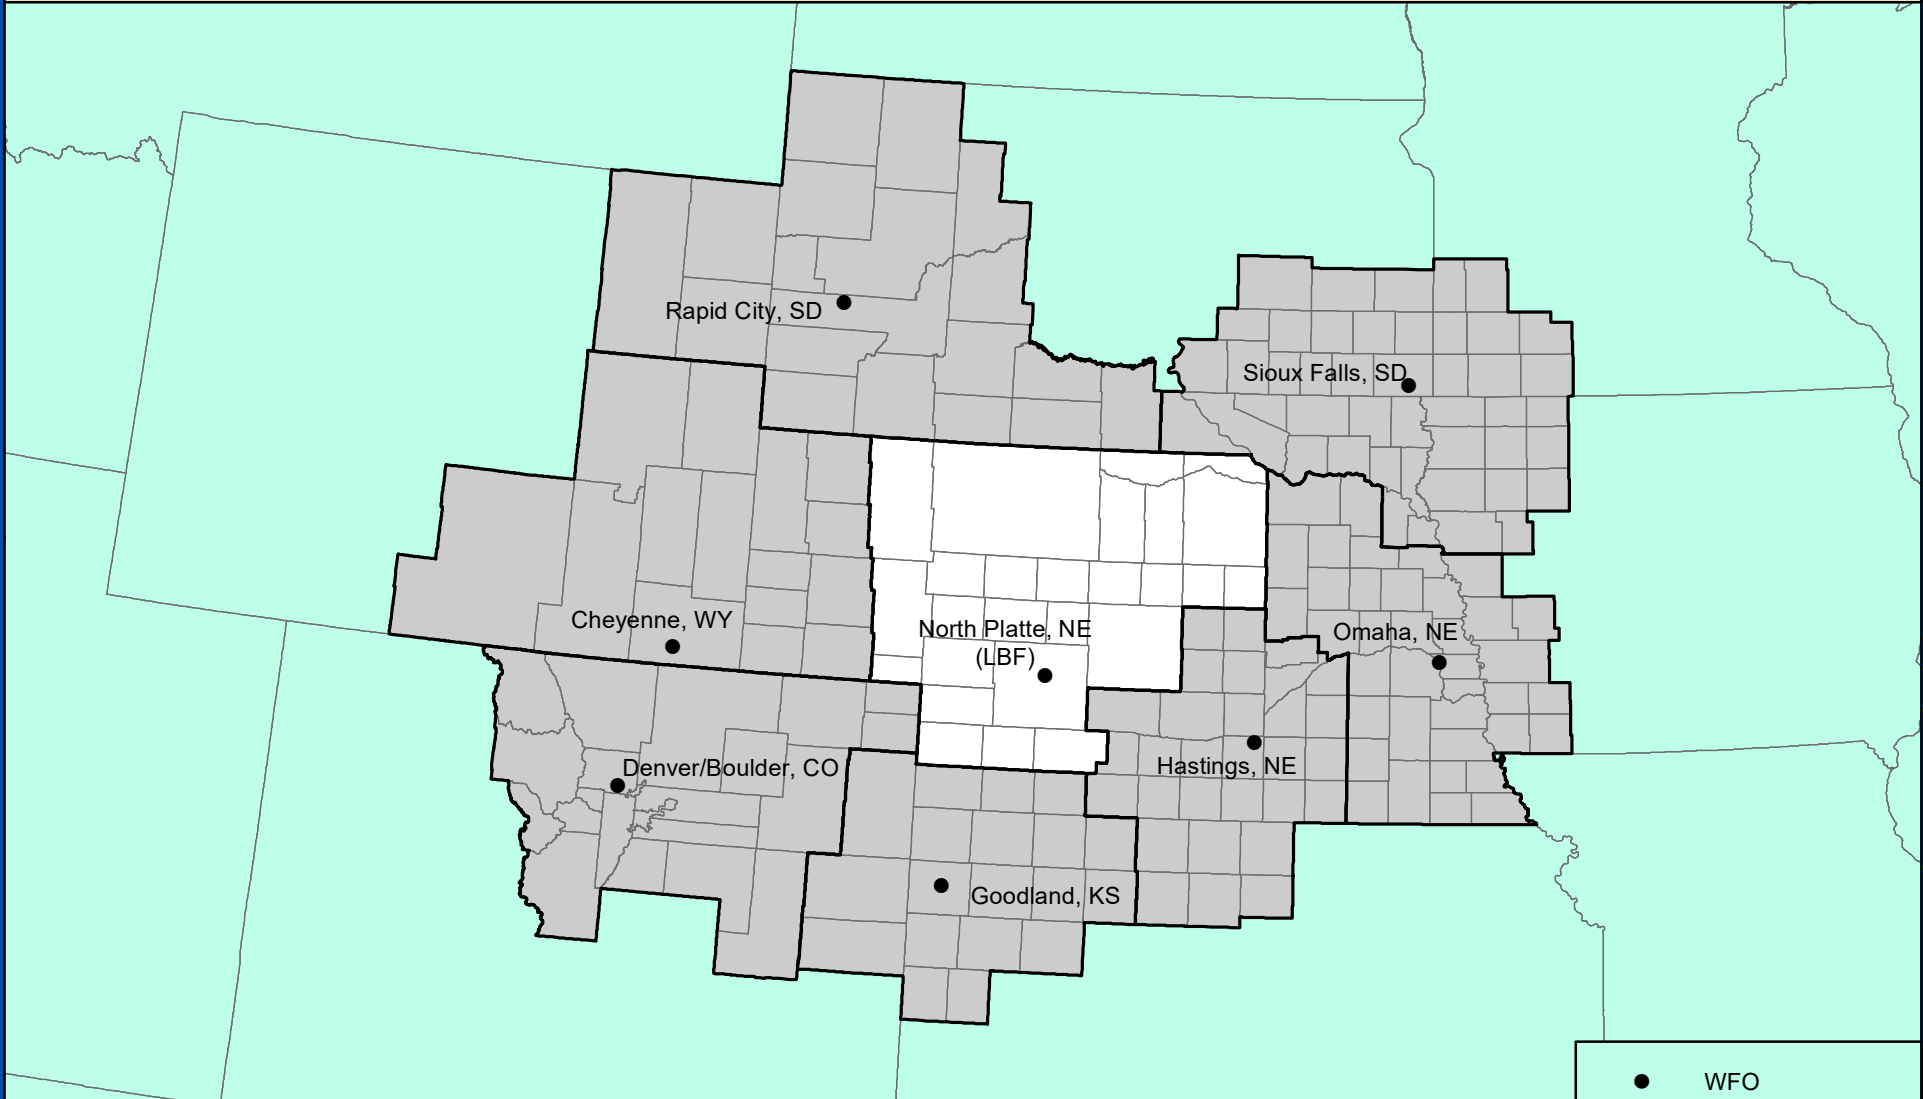 Rapid City, SD
Sioux Falls, SD
Cheyenne, WY
North Platte, NE
(LBF)
Omaha, NE
Denver/Boulder, CO
Hastings, NE
Goodland, KS
WFO